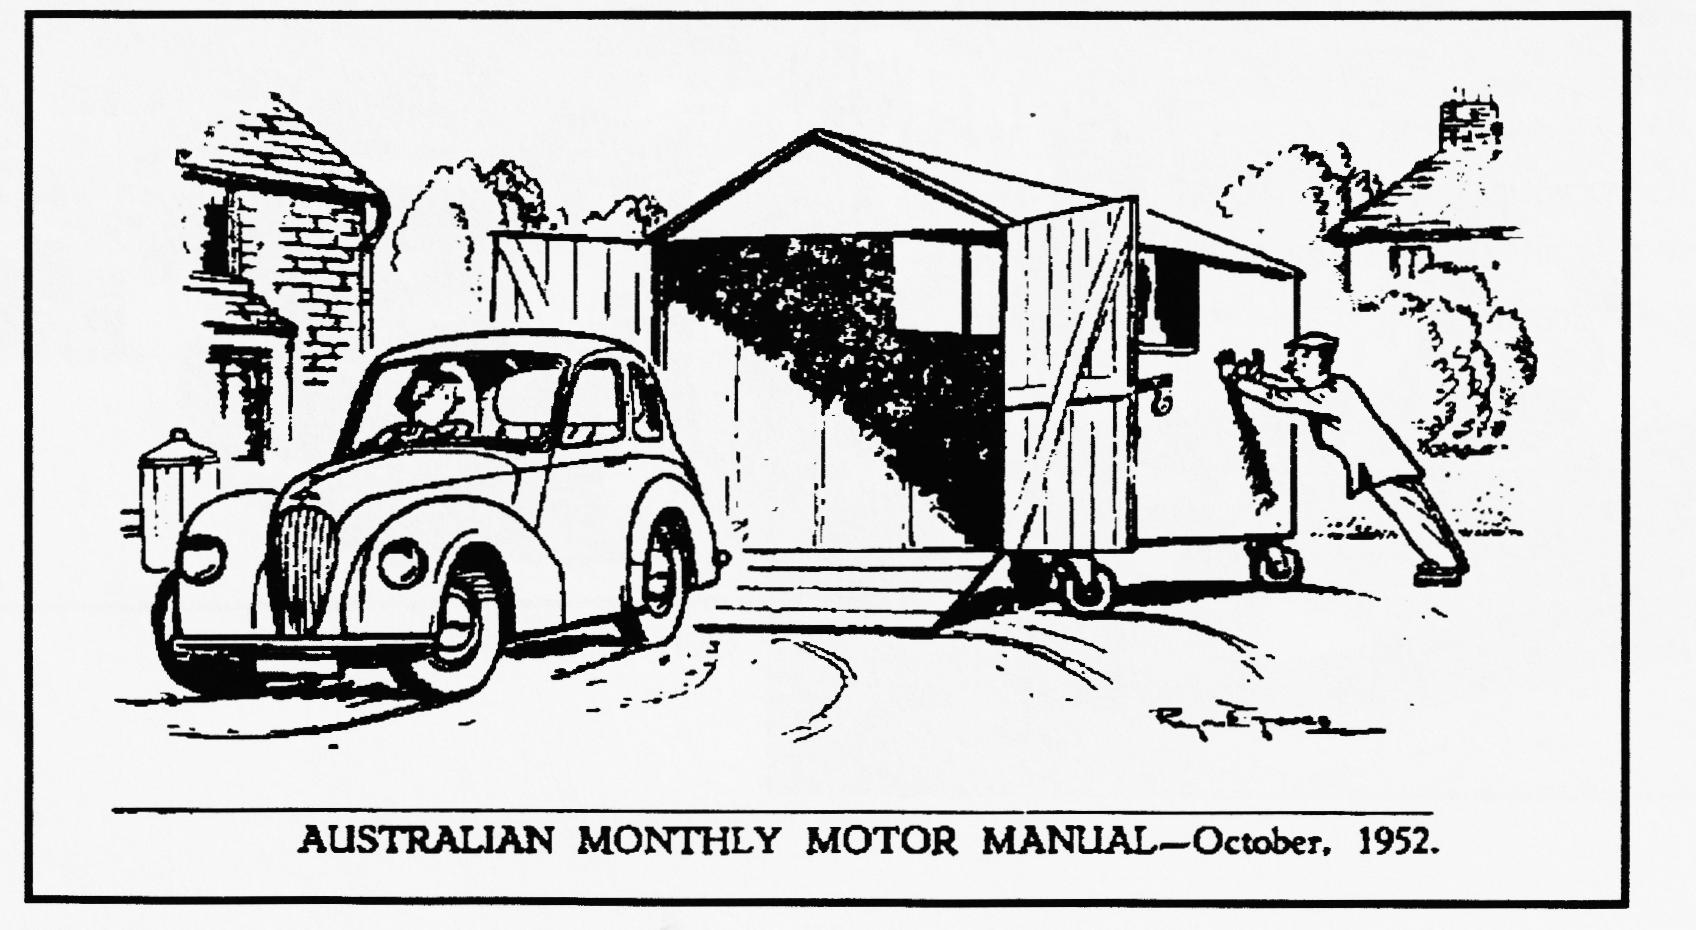 AUSTRALIAN MONTHLY MOTOR MANUAL—October, 1952.